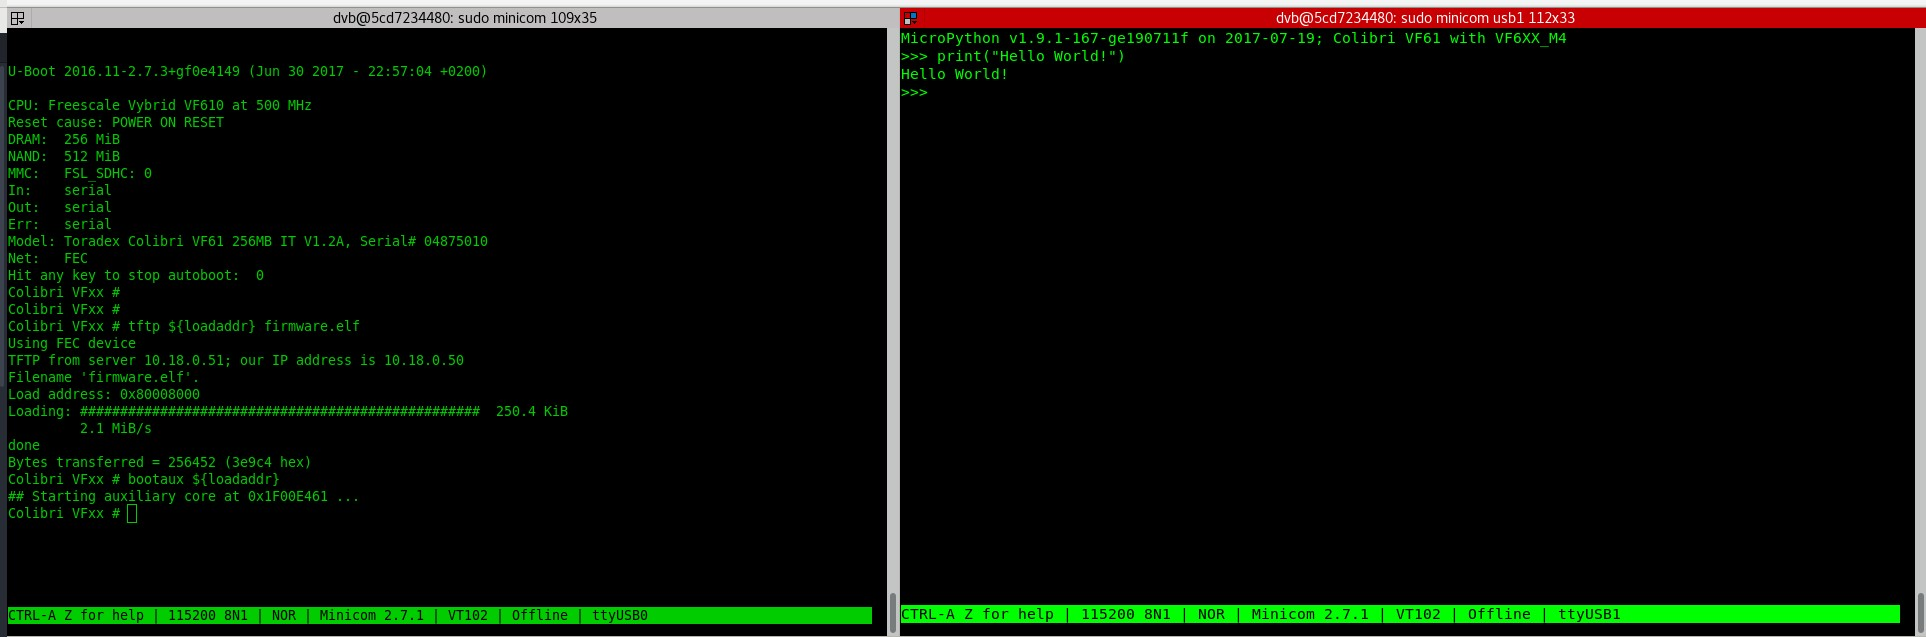 dvb@5cd7234480: sudo minicom 109x35
U-Boot 2016.11-2.7.3+gf0e4149 (Jun 30 2017 - 22:57:04 +0200)
CPU: Freescale Vybrid VF610 at 500 MHz
Reset cause: POWER ON RESET
DRAM:  256 MiB
NAND:  512 MiB
MMC:   FSL_SDHC: 0
In:    serial
Out:   serial
Err:   serial
Model: Toradex Colibri VF61 256MB IT V1.2A, Serial# 04875010
Net:   FEC
Hit any key to stop autoboot:  0
Colibri VFxx #
Colibri VFxx #
Colibri VFxx # tftp ${loadaddr} firmware.elf
Using FEC device
TFTP from server 10.18.0.51; our IP address is 10.18.0.50
Filename 'firmware.elf'.
Load address: 0x80008000
Loading: ##################################################  250.4 KiB
         2.1 MiB/s
done
Bytes transferred = 256452 (3e9c4 hex)
Colibri VFxx # bootaux ${loadaddr}
## Starting auxiliary core at 0x1F00E461 ...
Colibri VFxx #
CTRL-A Z for help | 115200 8N1 | NOR | Minicom 2.7.1 | VT102 | Offline | ttyUSB0
dvb@5cd7234480: sudo minicom usb1 112x33
MicroPython v1.9.1-167-ge190711f on 2017-07-19; Colibri VF61 with VF6XX_M4
>>> print("Hello World!")
Hello World!
>>>
CTRL-A Z for help | 115200 8N1 | NOR | Minicom 2.7.1 | VT102 | Offline | ttyUSB1